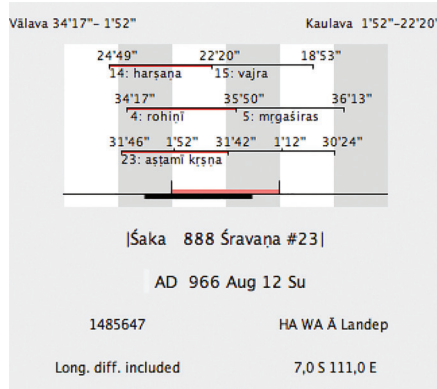 Vālava 34'17"- 1'52" Kaulava 1'52"-22'20"
24'49" 22'20" 18'53"
14: harṣaṇa 15: vajra
34'17" 35'50" 36'13"
4: rohiṇī 5: mṛgaśiras
31'46" 1'52" 31'42" 1'12" 30'24"
23: aṣṭamī kṛṣṇa
|Śaka 888 Śravaṇa #23|
AD 966 Aug 12 Su
1485647 HA WA Ā Landep
Long. diff. included 7,0 S 111,0 E